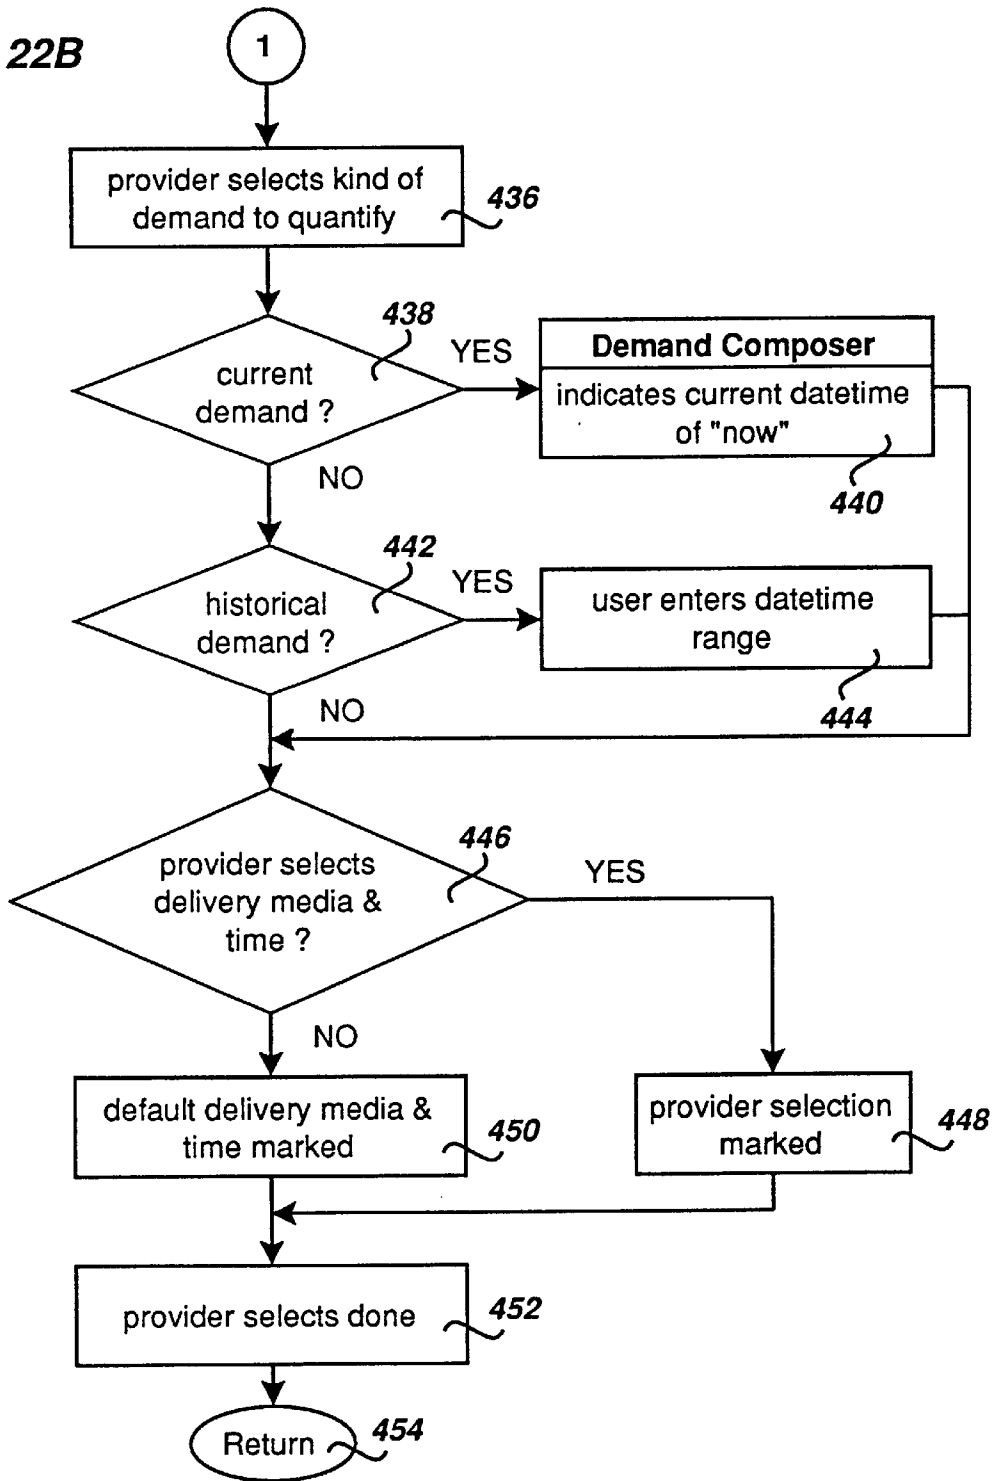 22B
1
provider selects kind of
demand to quantify
436
438
current
demand ?
YES
Demand Composer
indicates current datetime
of "now"
440
NO
442
historical
demand ?
YES
user enters datetime
range
444
NO
446
provider selects
delivery media &
time ?
YES
NO
default delivery media &
time marked
450
provider selection
marked
448
provider selects done
452
Return
454